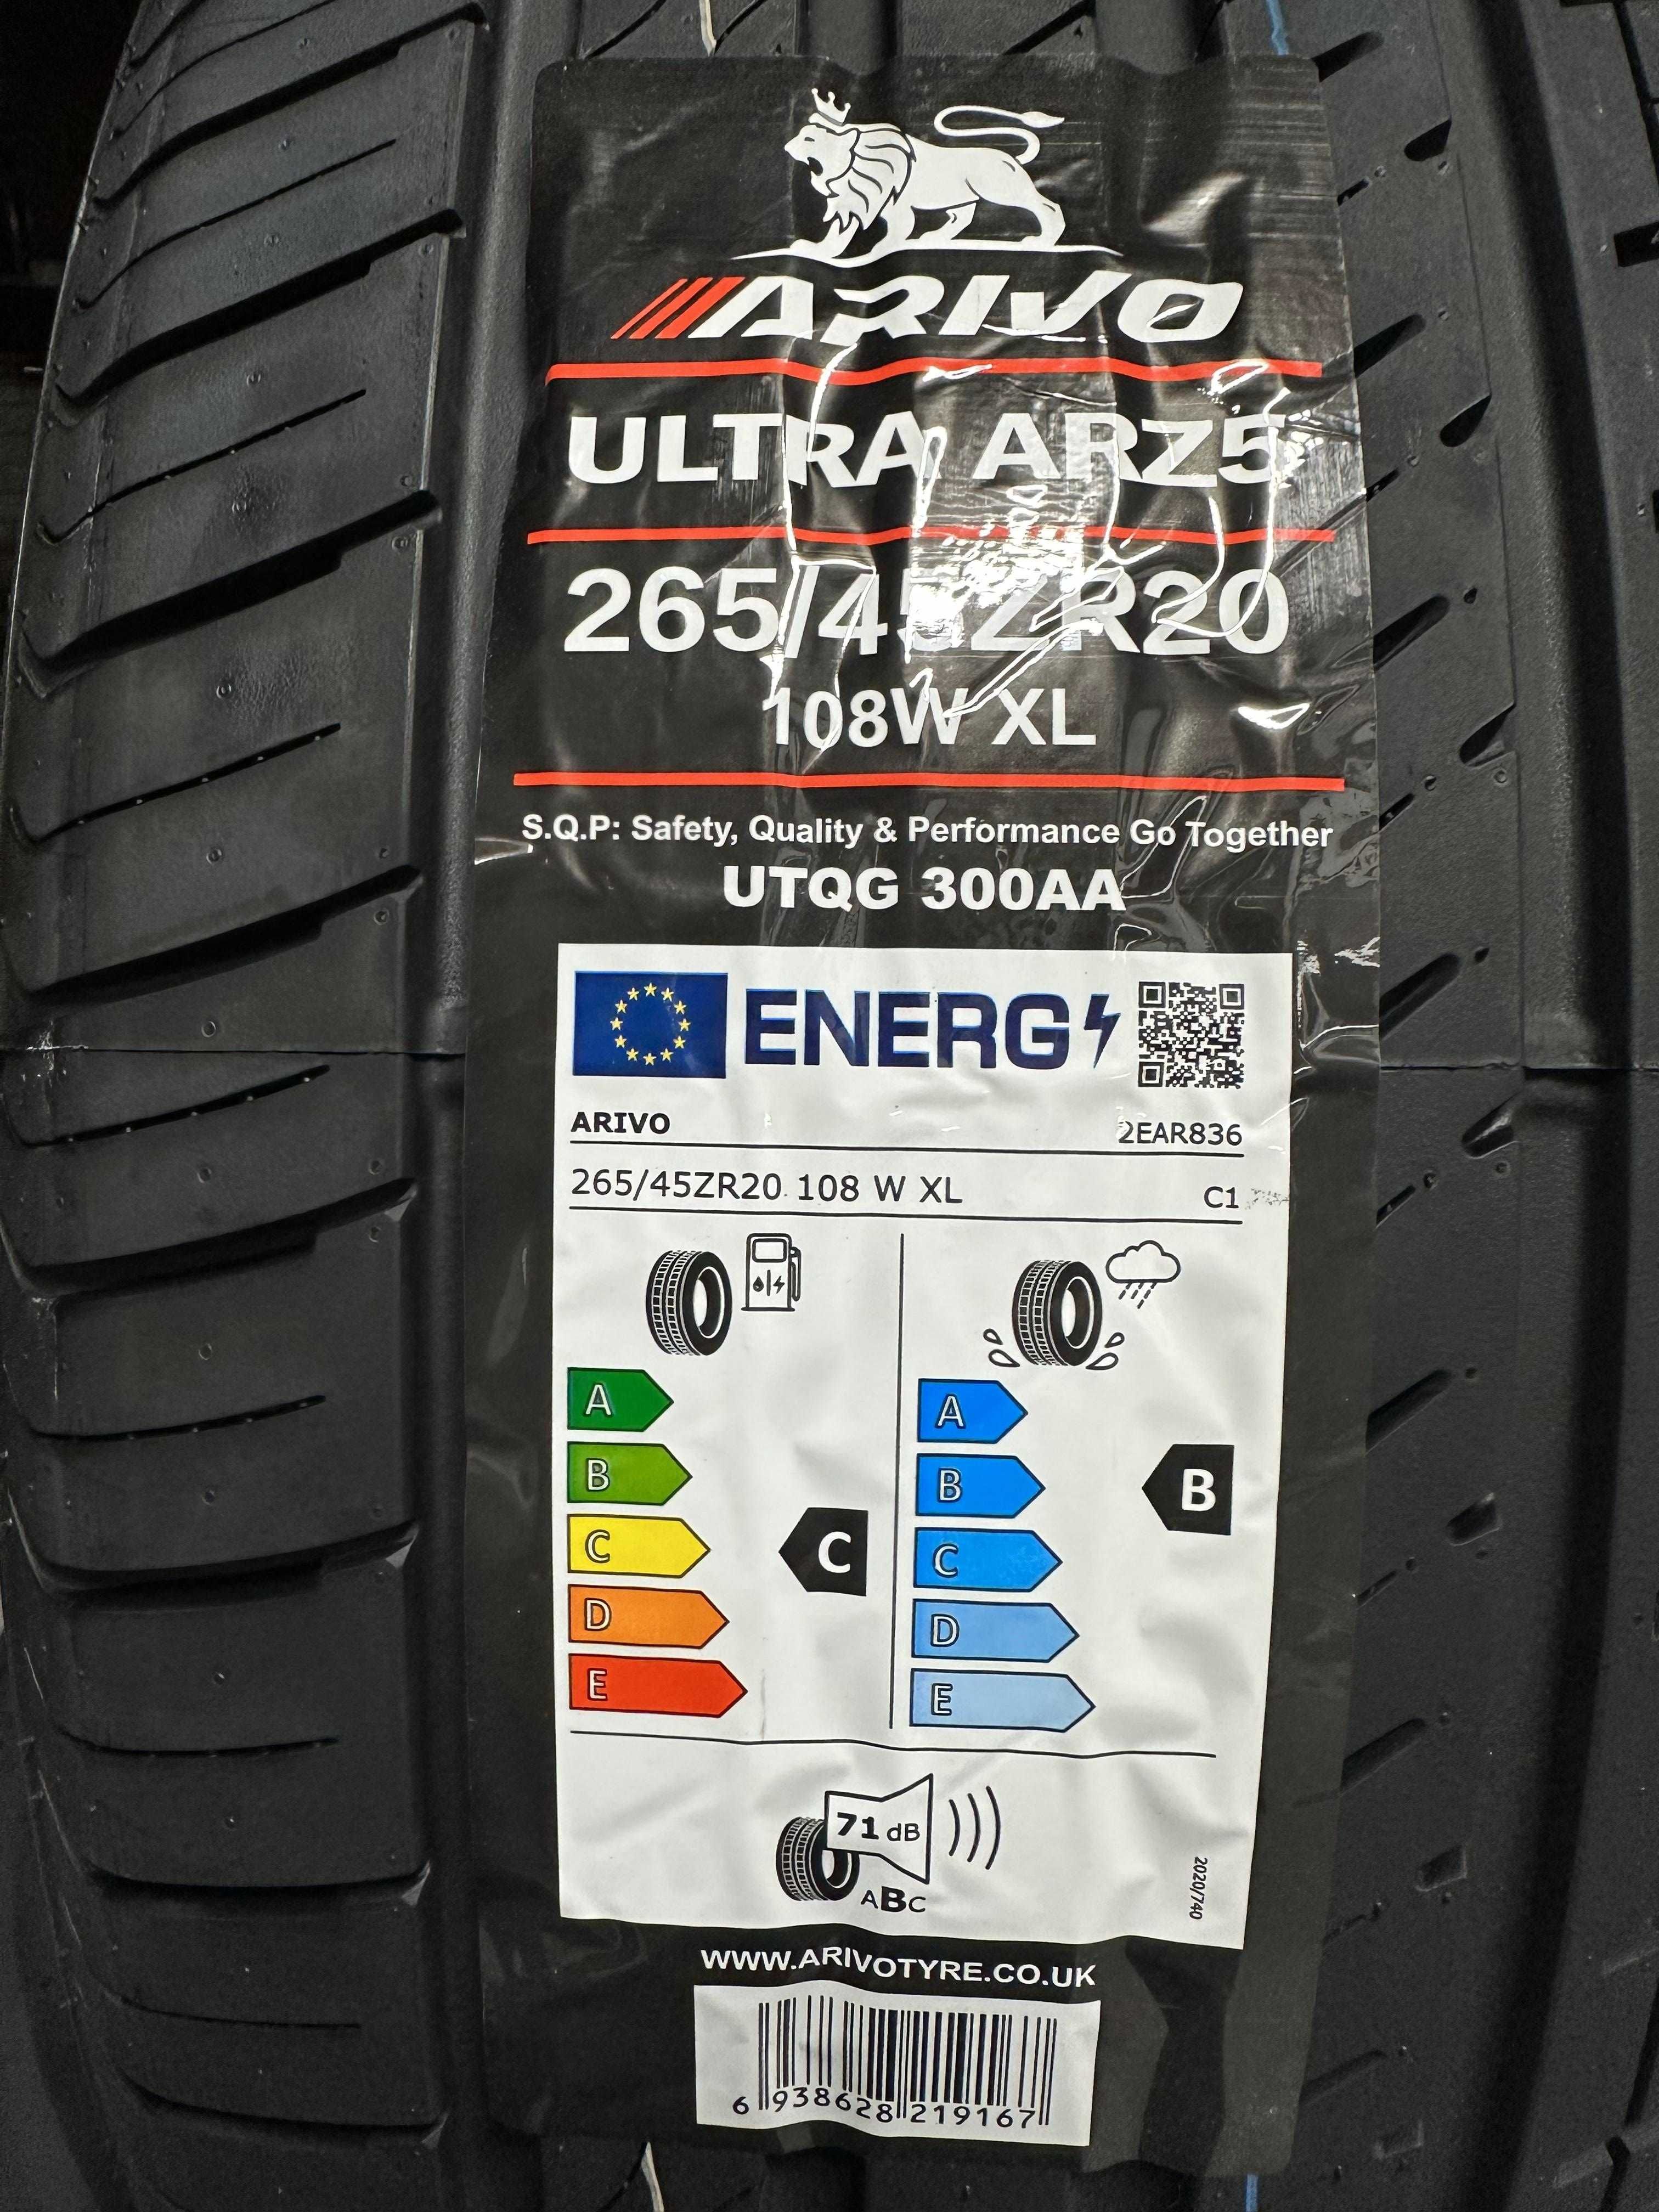 ARIVO
ULTRA ARZ5
265/45ZR20
108W XL
S.Q.P: Safety, Quality & Performance Go Together
UTQG 300AA
ENERG
ARIVO 2EAR836
265/45ZR20 108 W XL C1
A A
B B B
C C C
D D
E E
71 dB
ABC
2020/740
WWW.ARIVOTYRE.CO.UK
6 938628 219167